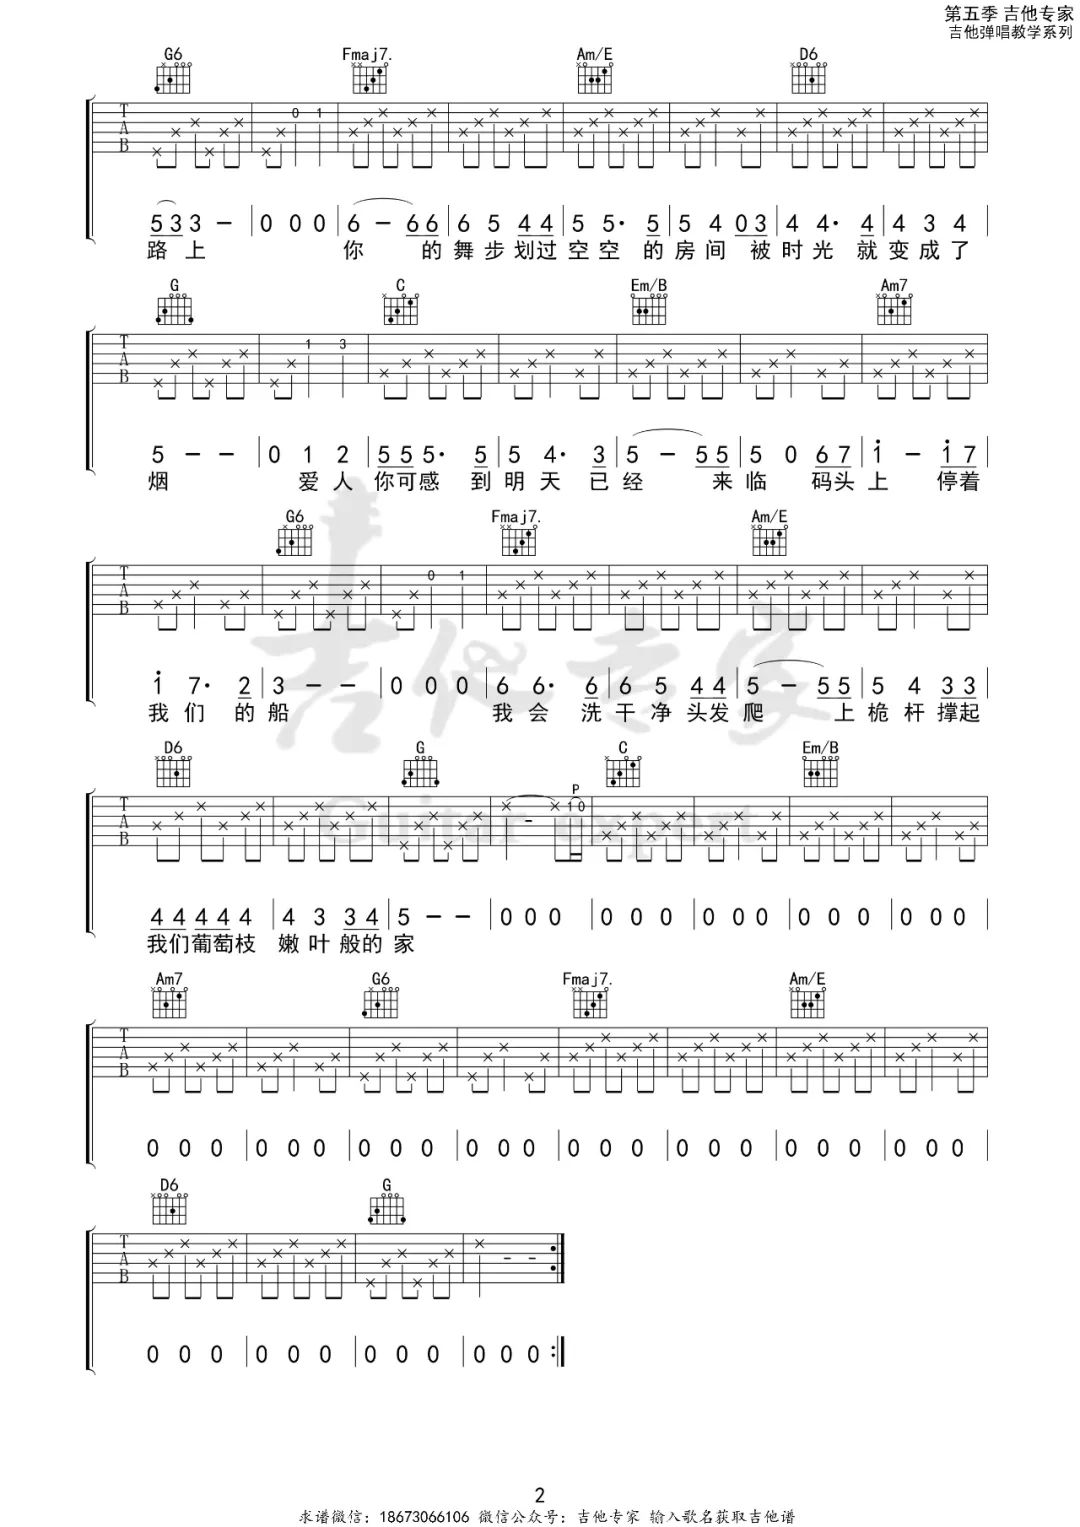 第五季 吉他专家
吉他弹唱教学系列
G6 Fmaj7. Am/E D6
T A B 0 1
5 3 3 - | 0 0 0 | 6 - 6 6 | 6 5 4 4 | 5 5· 5 | 5 4 0 3 | 4 4· 4 | 4 3 4
路 上 你 的 舞 步 划过 空 空 的 房 间 被 时 光 就 变 成 了
G C Em/B Am7
T A B 1 3
5 - - | 0 1 2 | 5 5 5· 5 | 5 4· 3 | 5 - 5 5 | 5 0 6 7 | 1 - 1 7
烟 爱 人 你可感 到 明 天 已 经 来 临 码头 上 停着
G6 Fmaj7. Am/E
T A B 0 1
1 7· 2 | 3 - - | 0 0 0 | 6 6· 6 | 6 5 4 4 | 5 - 5 5 | 5 4 3 3
我 们 的 船 我 会 洗 干 净 头发 爬 上 桅 杆 撑起
D6 G C Em/B
T A B P 1 0
4 4 4 4 4 | 4 3 3 4 | 5 - - | 0 0 0 | 0 0 0 | 0 0 0 | 0 0 0 | 0 0 0
我们葡萄枝 嫩 叶 般的 家
Guitar expert
吉他专家
Am7 G6 Fmaj7. Am/E
T A B
0 0 0 | 0 0 0 | 0 0 0 | 0 0 0 | 0 0 0 | 0 0 0 | 0 0 0 | 0 0 0
D6 G
T A B
0 0 0 | 0 0 0 | 0 0 0 | 0 0 0 :|
2
求谱微信：18673066106 微信公众号：吉他专家 输入歌名获取吉他谱